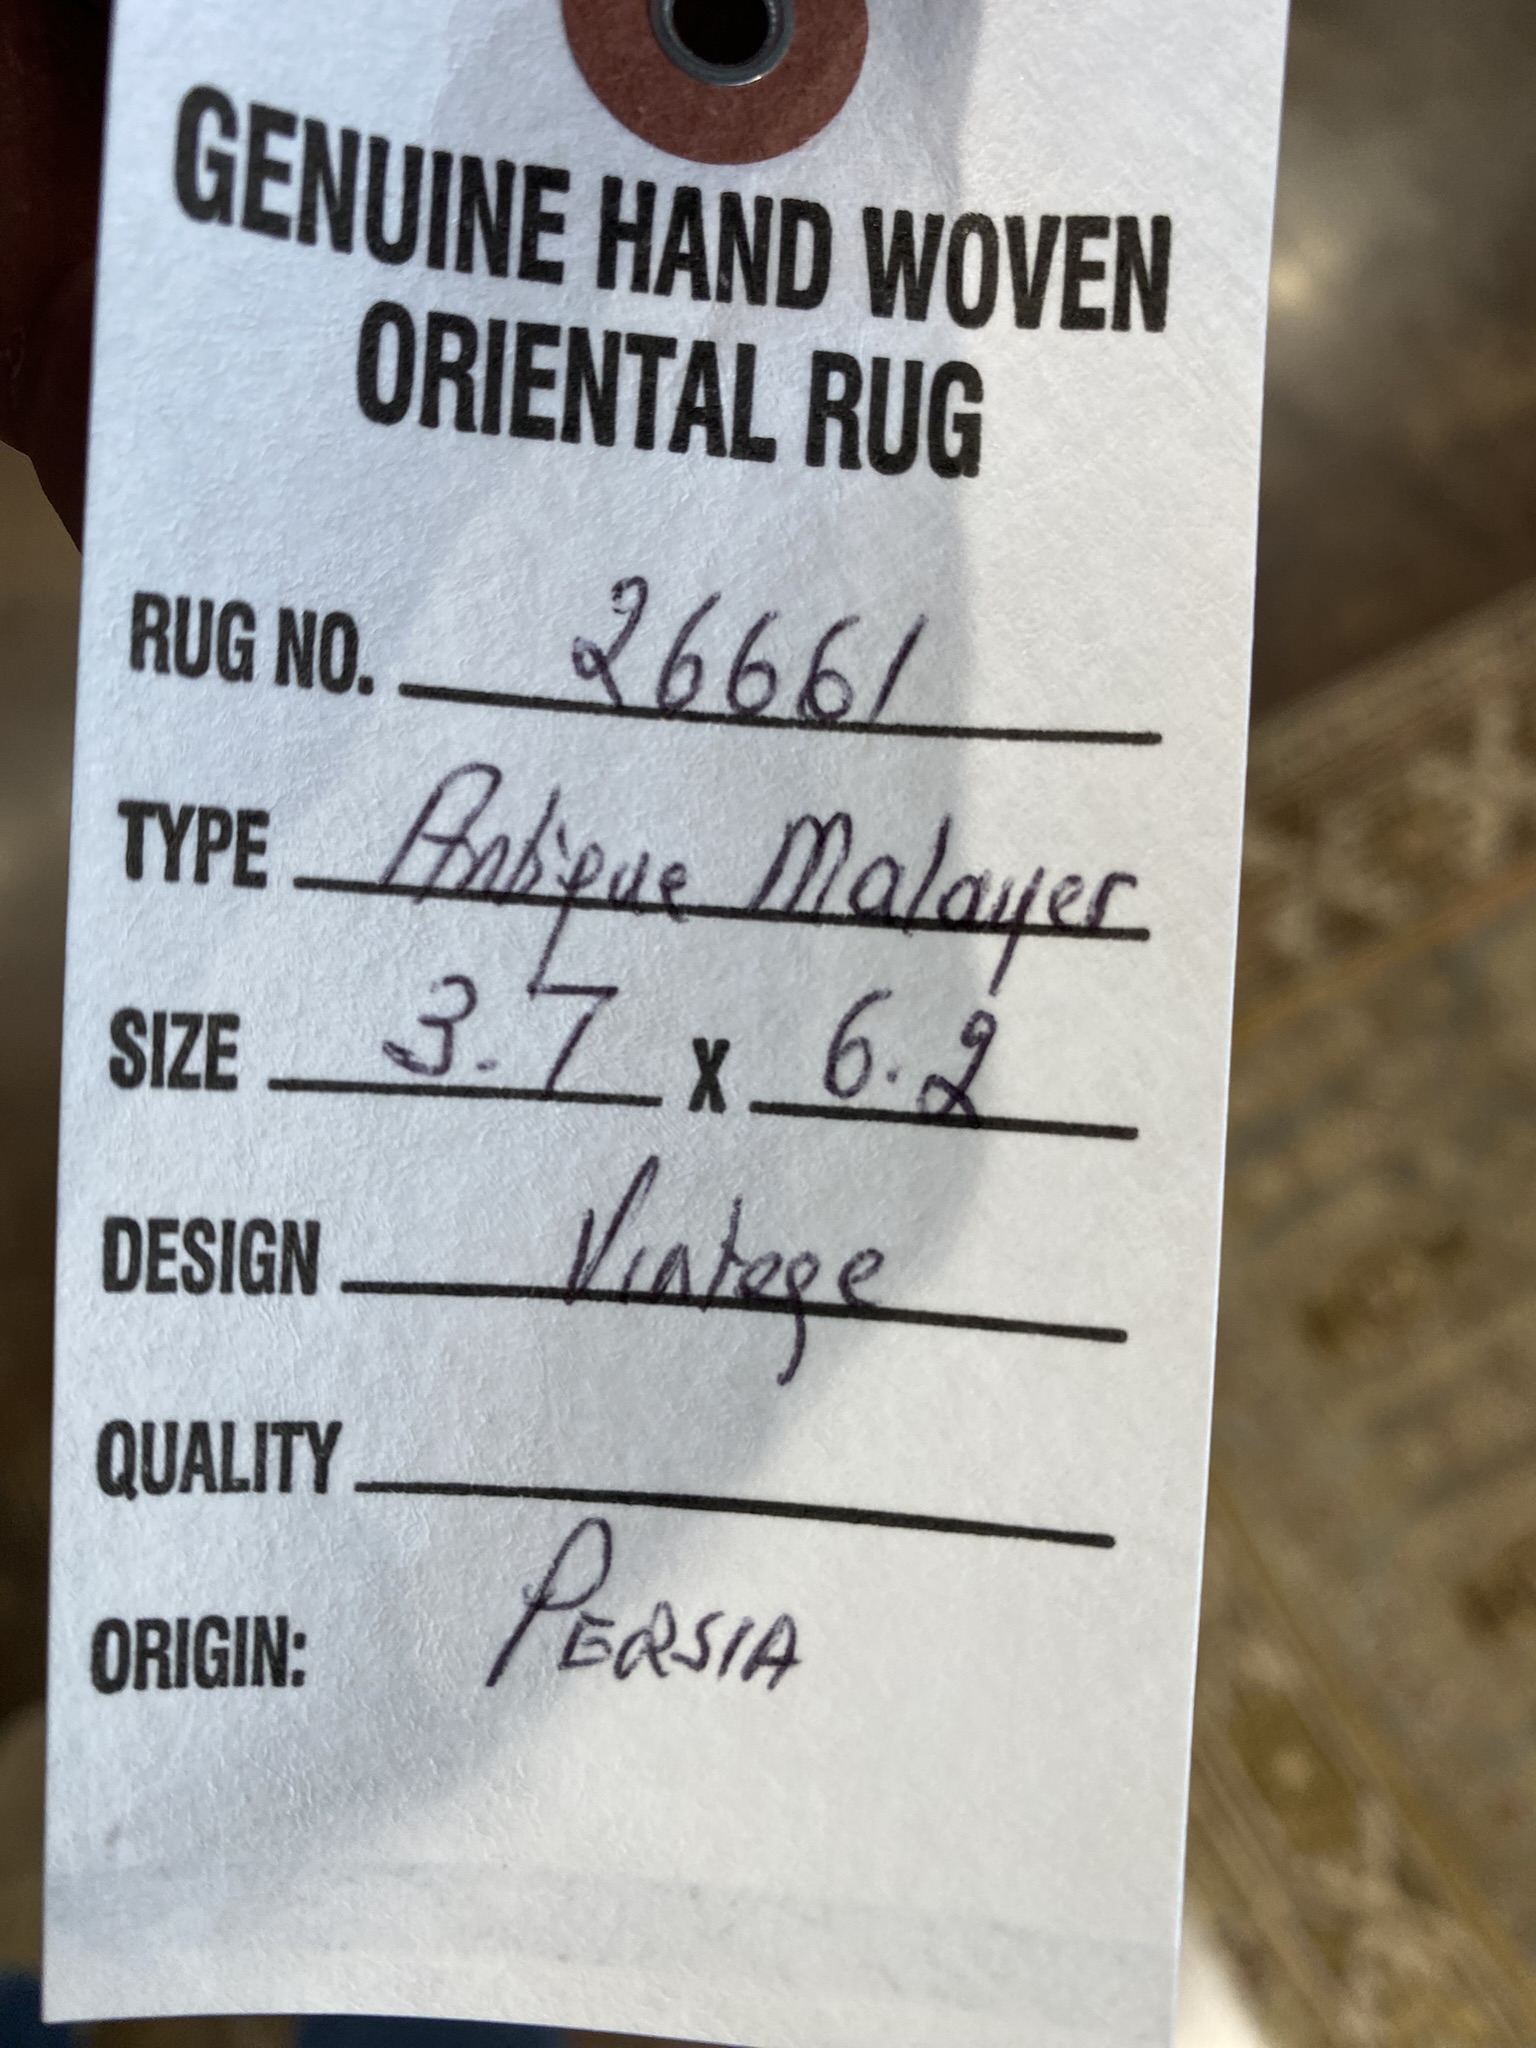 GENUINE HAND WOVEN
ORIENTAL RUG
RUG NO. 26661
TYPE Antique Malayer
SIZE 3.7 X 6.2
DESIGN Vintage
QUALITY
ORIGIN: PERSIA